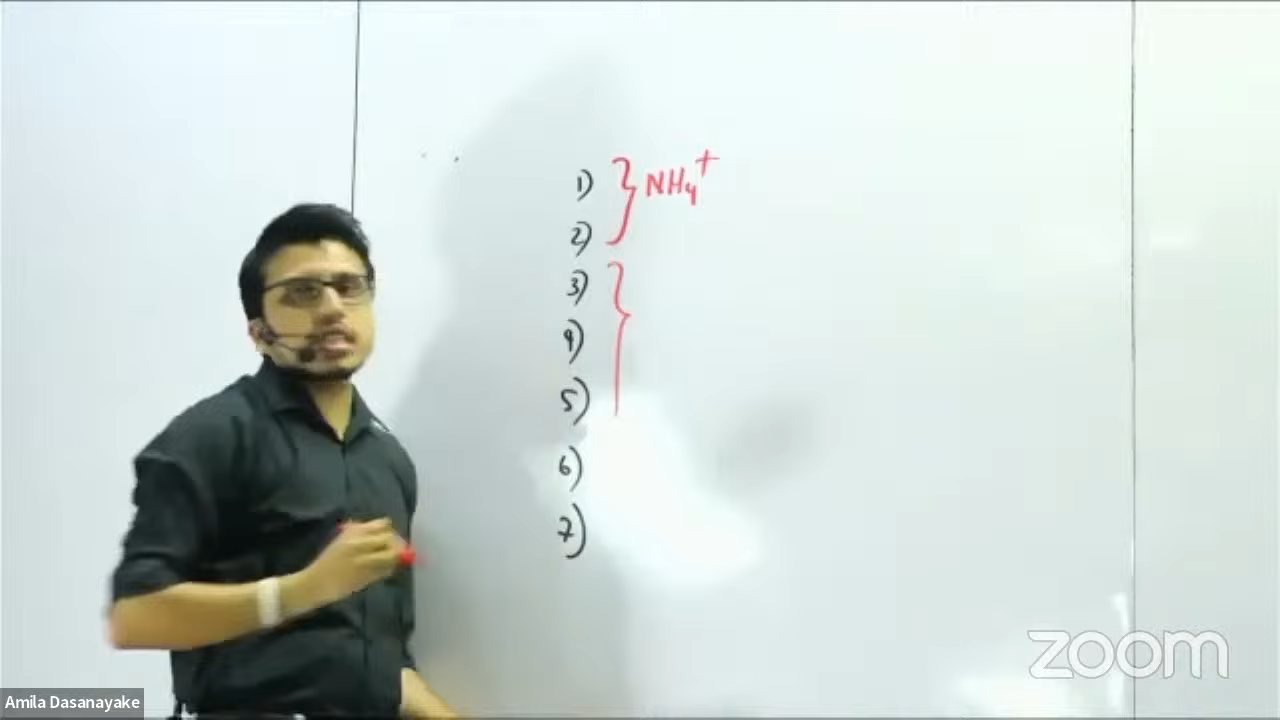 1) } NH4+
2)
3) }
4)
5)
6)
7)
zoom
Amila Dasanayake